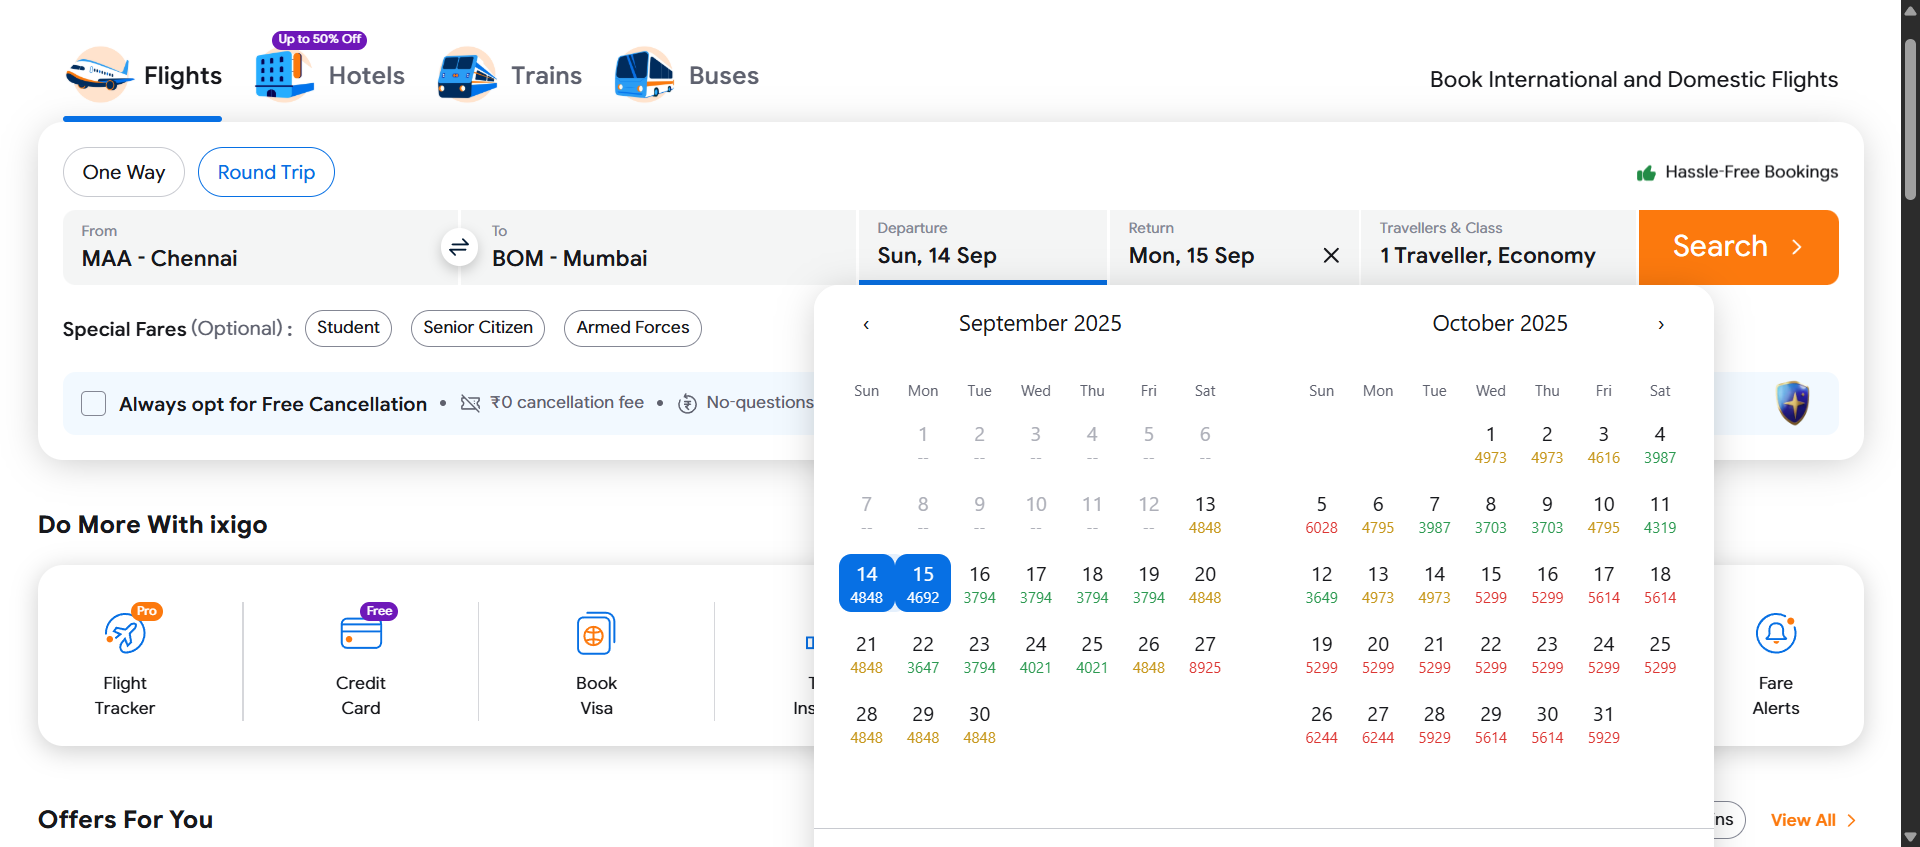 Up to 50% Off
Flights
Hotels
Trains
Buses
Book International and Domestic Flights
One Way
Round Trip
Hassle-Free Bookings
From
MAA - Chennai
To
BOM - Mumbai
Departure
Sun, 14 Sep
Return
Mon, 15 Sep
Travellers & Class
1 Traveller, Economy
Search
Special Fares (Optional) :
Student
Senior Citizen
Armed Forces
Always opt for Free Cancellation • ₹0 cancellation fee • No-questions
September 2025
Sun Mon Tue Wed Thu Fri Sat
1 2 3 4 5 6
-- -- -- -- -- --
7 8 9 10 11 12 13
-- -- -- -- -- -- 4848
14 15 16 17 18 19 20
4848 4692 3794 3794 3794 3794 4848
21 22 23 24 25 26 27
4848 3647 3794 4021 4021 4848 8925
28 29 30
4848 4848 4848
October 2025
Sun Mon Tue Wed Thu Fri Sat
1 2 3 4
4973 4973 4616 3987
5 6 7 8 9 10 11
6028 4795 3987 3703 3703 4795 4319
12 13 14 15 16 17 18
3649 4973 4973 5299 5299 5614 5614
19 20 21 22 23 24 25
5299 5299 5299 5299 5299 5299 5299
26 27 28 29 30 31
6244 6244 5929 5614 5614 5929
Do More With ixigo
Pro
Flight
Tracker
Free
Credit
Card
Book
Visa
T
Ins
Fare
Alerts
Offers For You
ns
View All